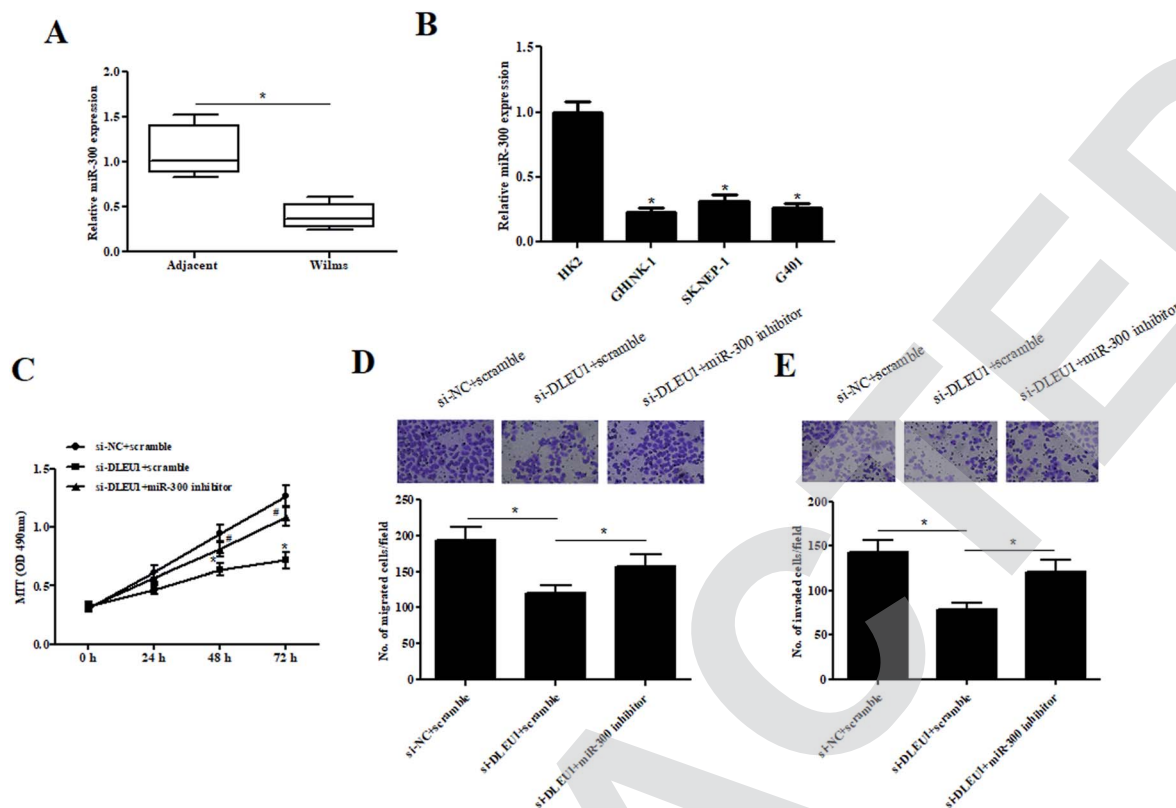 A
Relative miR-300 expression
2.0
1.5
1.0
0.5
0.0
*
Adjacent
Wilms
B
Relative miR-300 expression
1.5
1.0
0.5
0.0
*
*
*
HK2
GHINK-1
SK-NEP-1
G401
C
si-NC+scramble
si-DLEU1+scramble
si-DLEU1+miR-300 inhibitor
MTT (OD 490nm)
1.5
1.0
0.5
0.0
#
*
#
*
0 h
24 h
48 h
72 h
D
si-NC+scramble
si-DLEU1+scramble
si-DLEU1+miR-300 inhibitor
No. of migrated cells/field
250
200
150
100
50
0
*
*
si-NC+scramble
si-DLEU1+scramble
si-DLEU1+miR-300 inhibitor
E
si-NC+scramble
si-DLEU1+scramble
si-DLEU1+miR-300 inhibitor
No. of invaded cells/field
200
150
100
50
0
*
*
si-NC+scramble
si-DLEU1+scramble
si-DLEU1+miR-300 inhibitor
ACTE